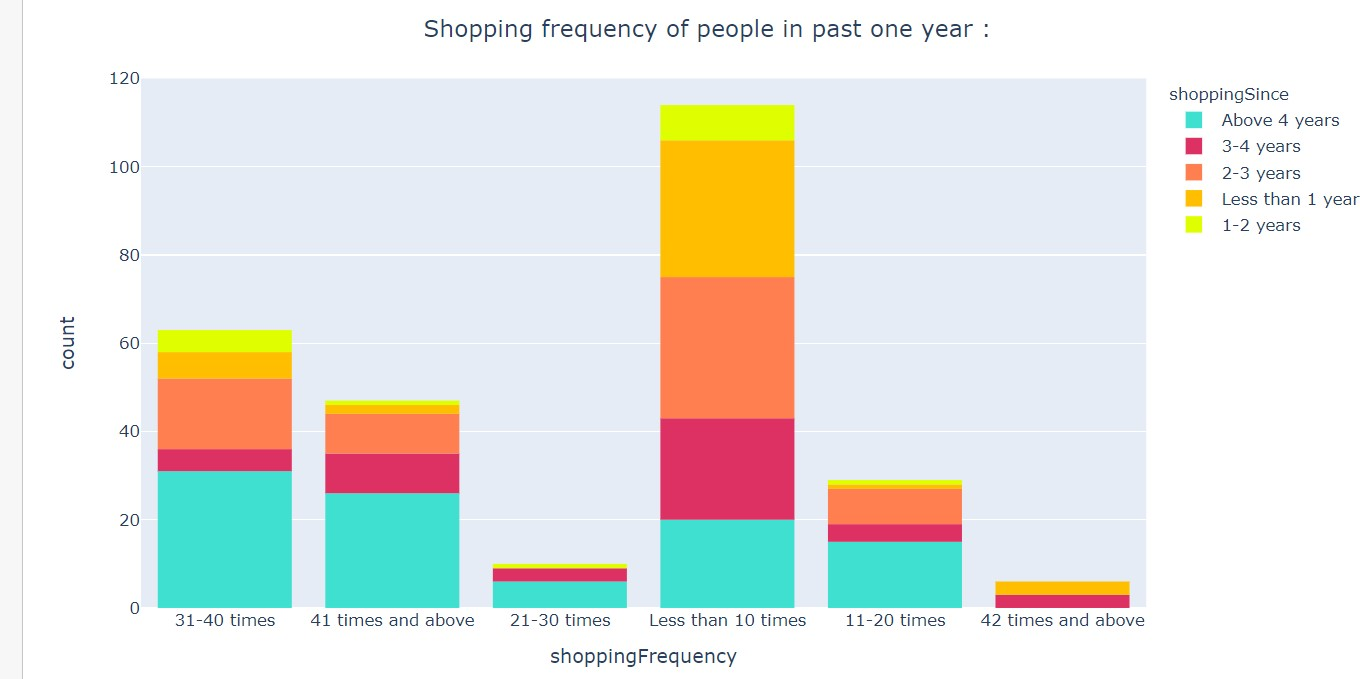 Shopping frequency of people in past one year :
120
100
80
60
40
20
0
count
31-40 times
41 times and above
21-30 times
Less than 10 times
11-20 times
42 times and above
shoppingFrequency
shoppingSince
Above 4 years
3-4 years
2-3 years
Less than 1 year
1-2 years